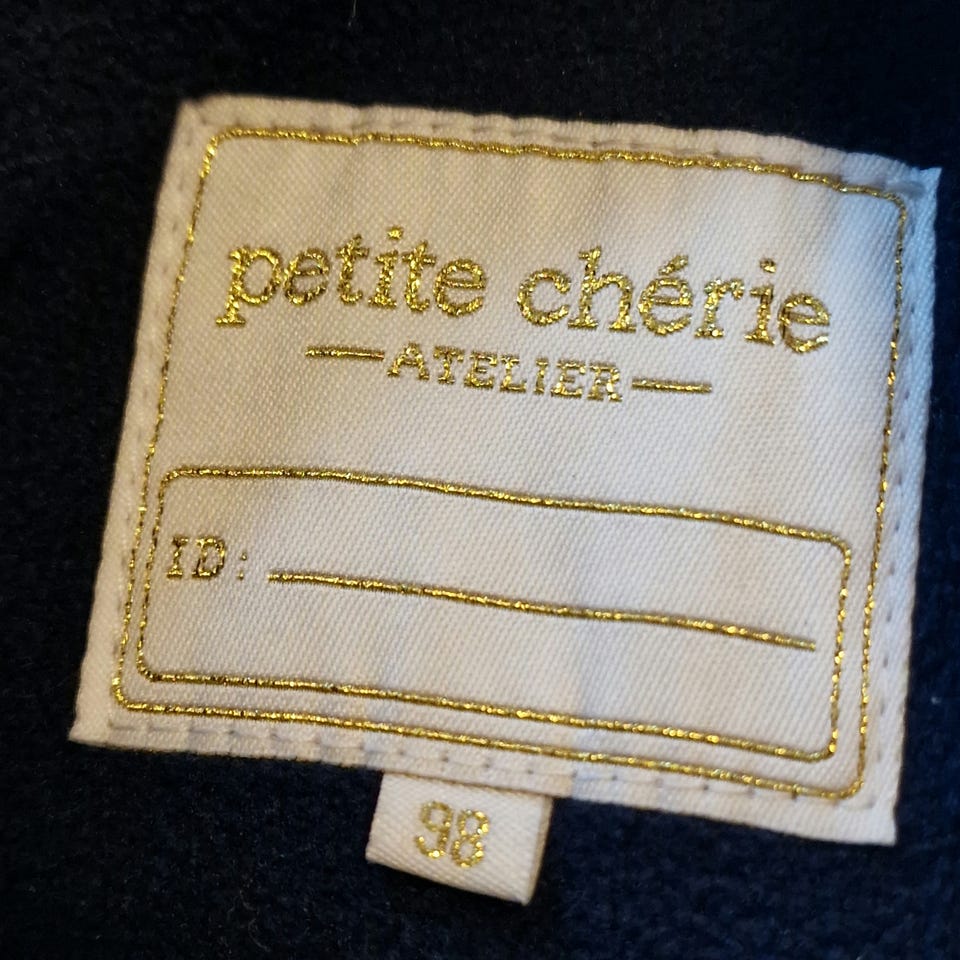 petite chérie
ATELIER
ID:
98